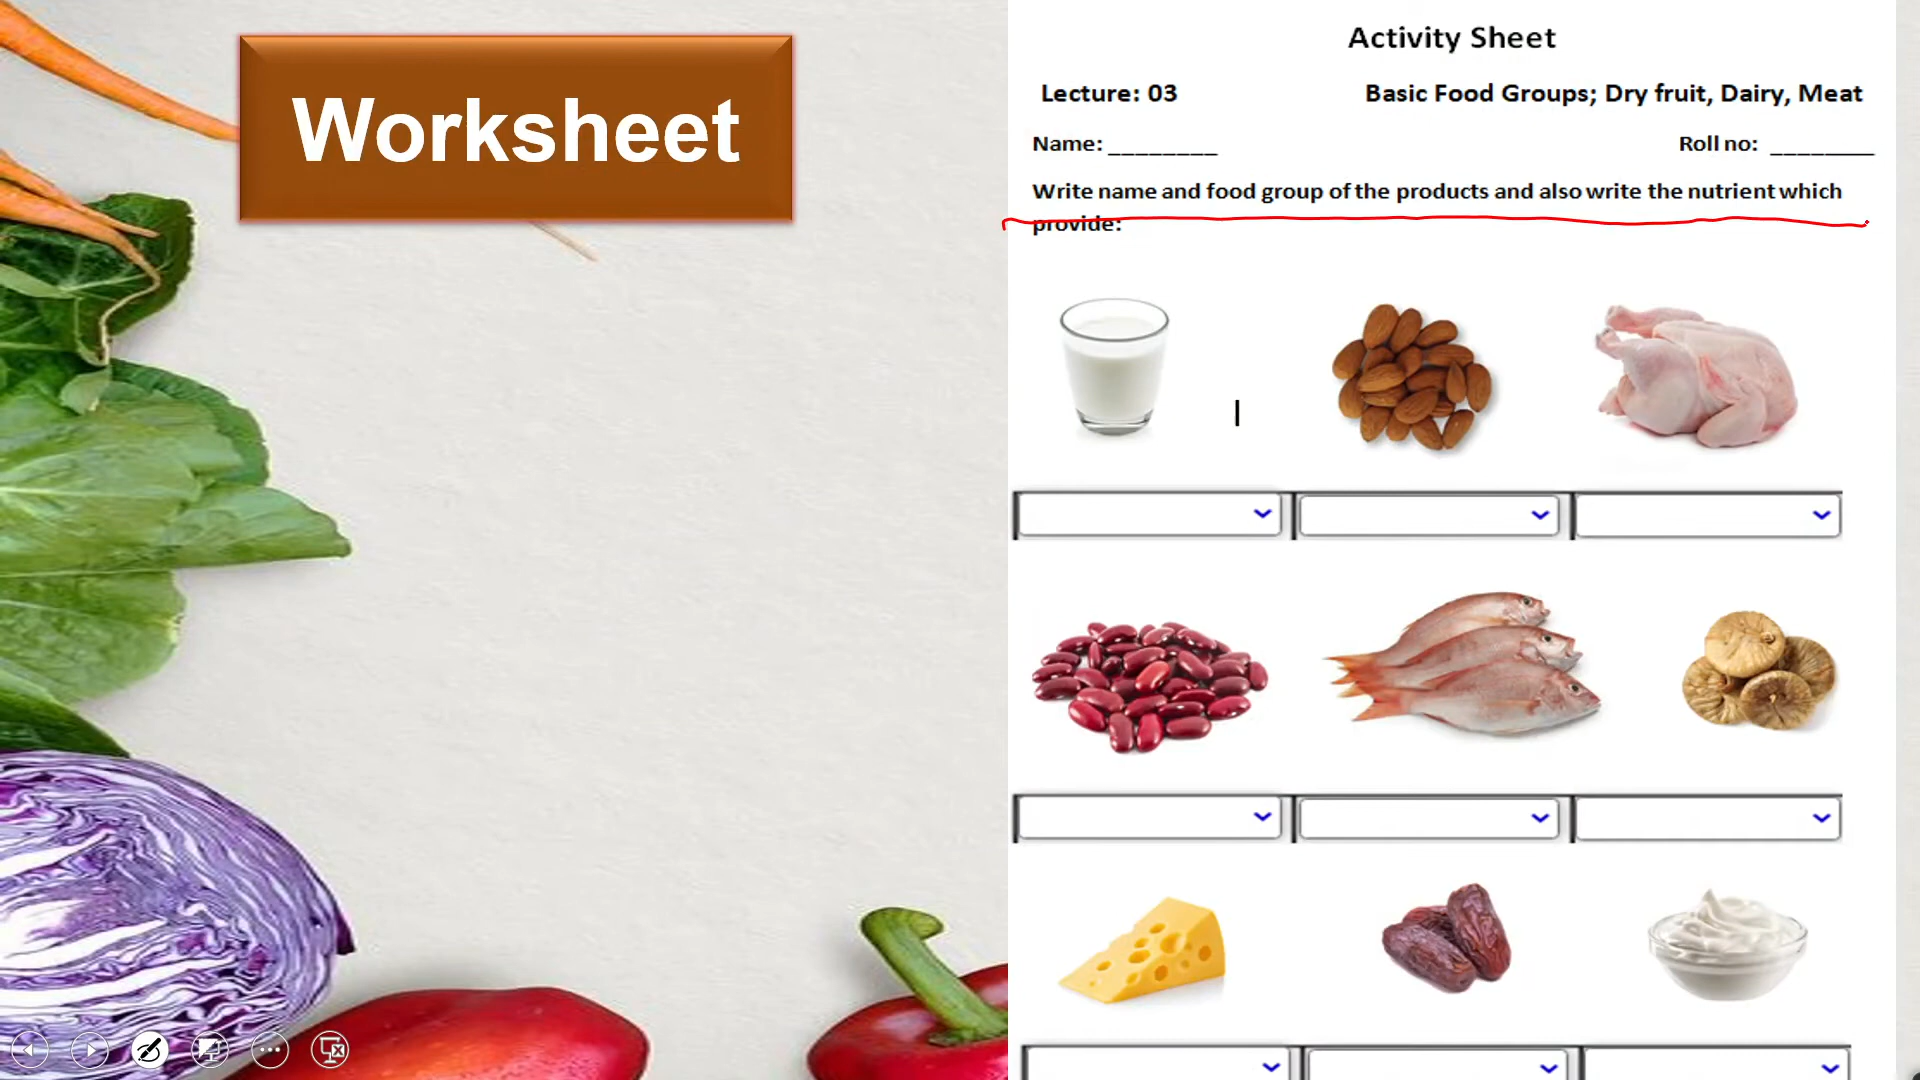 Worksheet
Activity Sheet
Lecture: 03 Basic Food Groups; Dry fruit, Dairy, Meat
Name: ________ Roll no: ________
Write name and food group of the products and also write the nutrient which
provide: